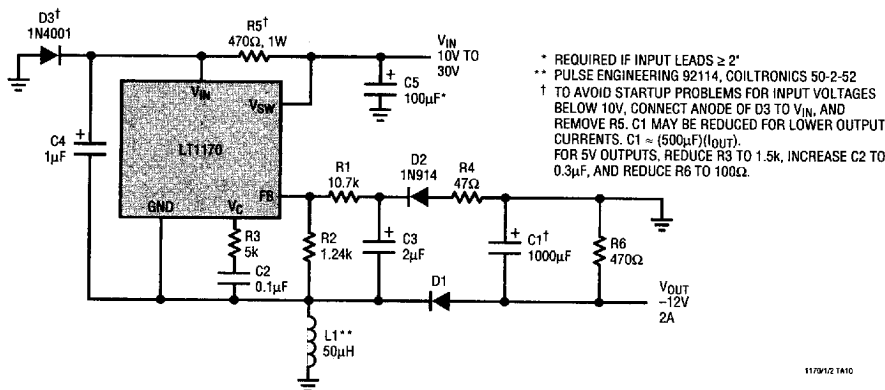 D3†
1N4001
R5†
470Ω, 1W
VIN
10V TO
30V
+
C5
100µF*
VIN
VSW
C4
1µF
+
LT1170
FB
GND
VC
R1
10.7k
D2
1N914
R4
47Ω
R3
5k
C2
0.1µF
R2
1.24k
+
C3
2µF
+
C1†
1000µF
R6
470Ω
D1
VOUT
–12V
2A
L1**
50µH
* REQUIRED IF INPUT LEADS ≥ 2"
** PULSE ENGINEERING 92114, COILTRONICS 50-2-52
† TO AVOID STARTUP PROBLEMS FOR INPUT VOLTAGES
BELOW 10V, CONNECT ANODE OF D3 TO VIN, AND
REMOVE R5. C1 MAY BE REDUCED FOR LOWER OUTPUT
CURRENTS. C1 ≈ (500µF)(IOUT).
FOR 5V OUTPUTS, REDUCE R3 TO 1.5k, INCREASE C2 TO
0.3µF, AND REDUCE R6 TO 100Ω.
1170/1/2 TA10